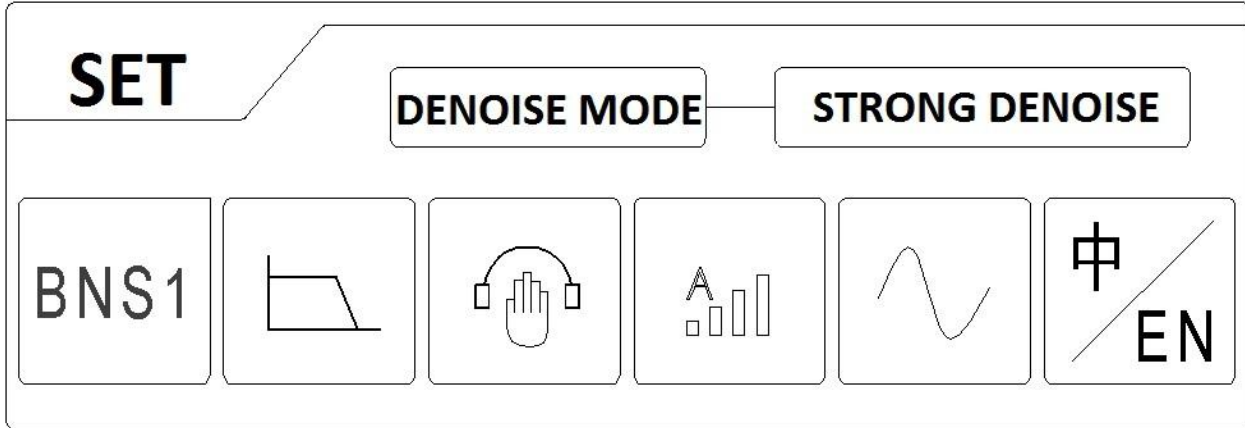 SET
DENOISE MODE
STRONG DENOISE
BNS1
A
中
EN